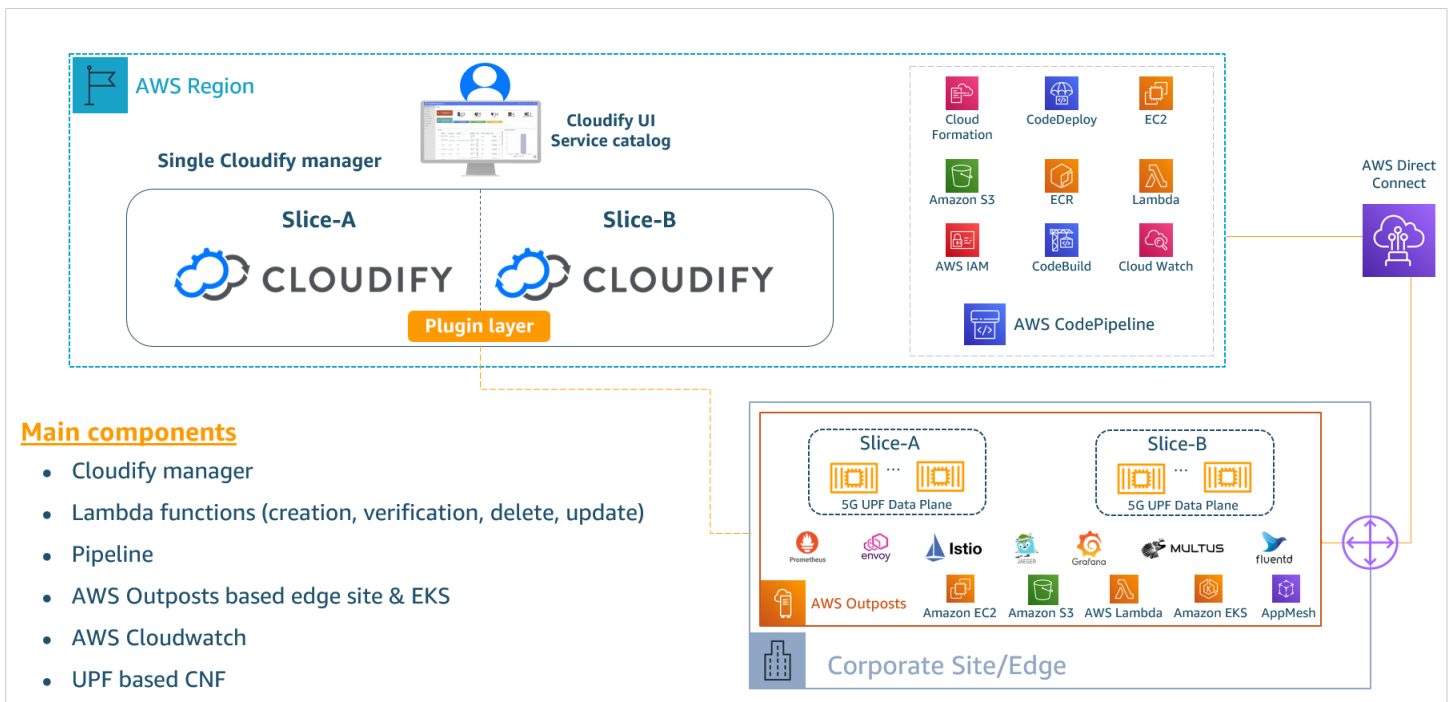 AWS Region
Cloudify UI
Service catalog
Single Cloudify manager
Slice-A
Slice-B
CLOUDIFY
CLOUDIFY
Plugin layer
Cloud
Formation
CodeDeploy
EC2
Amazon S3
ECR
Lambda
AWS IAM
CodeBuild
Cloud Watch
AWS CodePipeline
AWS Direct
Connect
Main components
• Cloudify manager
• Lambda functions (creation, verification, delete, update)
• Pipeline
• AWS Outposts based edge site & EKS
• AWS Cloudwatch
• UPF based CNF
Slice-A
...
5G UPF Data Plane
Slice-B
...
5G UPF Data Plane
Prometheus
envoy
Istio
JAEGER
Grafana
MULTUS
fluentd
AWS Outposts
Amazon EC2
Amazon S3
AWS Lambda
Amazon EKS
AppMesh
Corporate Site/Edge